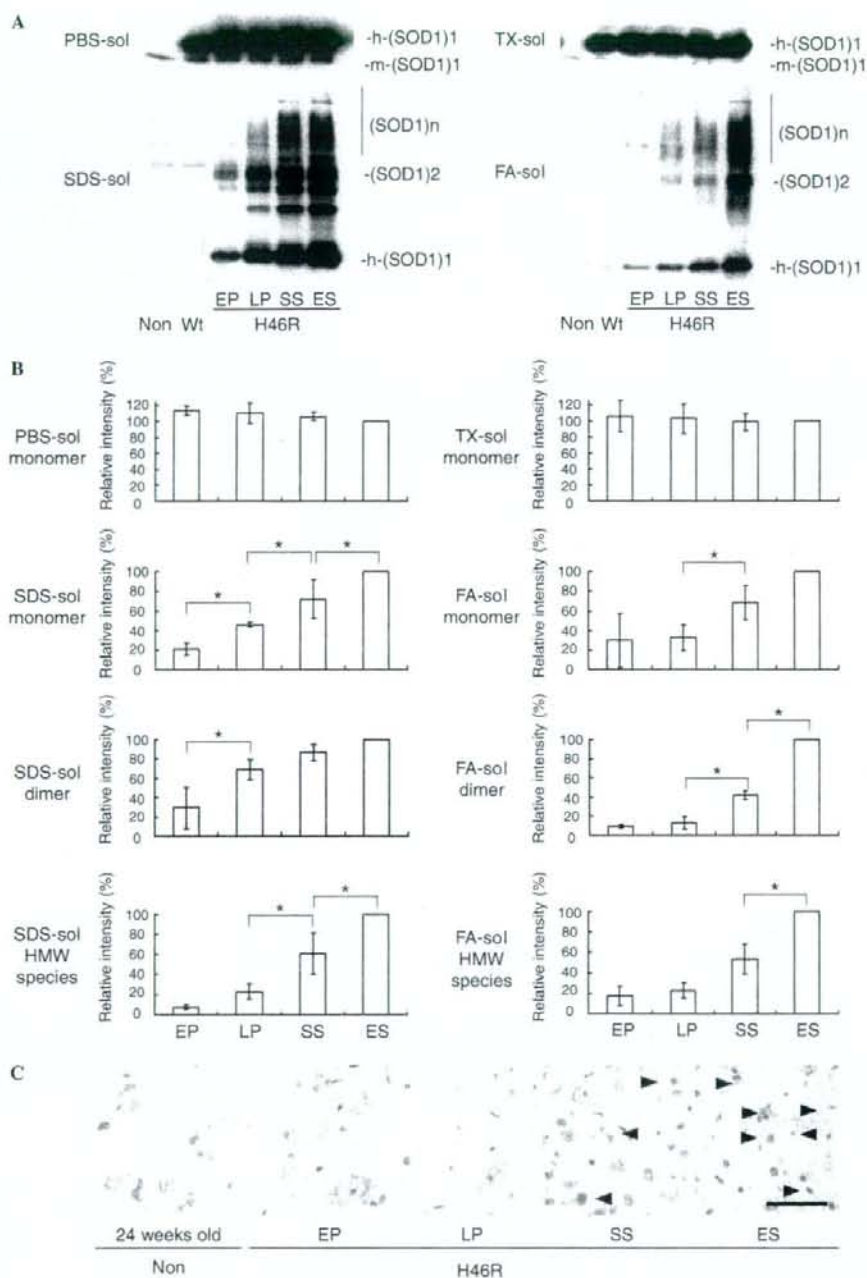 A
PBS-sol
-h-(SOD1)1
-m-(SOD1)1
(SOD1)n
SDS-sol
-(SOD1)2
-h-(SOD1)1
EP LP SS ES
Non Wt H46R
TX-sol
-h-(SOD1)1
-m-(SOD1)1
(SOD1)n
FA-sol
-(SOD1)2
-h-(SOD1)1
EP LP SS ES
Non Wt H46R
B
PBS-sol
monomer
Relative intensity (%)
120
100
80
60
40
20
0
TX-sol
monomer
Relative intensity (%)
120
100
80
60
40
20
0
SDS-sol
monomer
Relative intensity (%)
100
80
60
40
20
0
* * *
FA-sol
monomer
Relative intensity (%)
100
80
60
40
20
0
*
SDS-sol
dimer
Relative intensity (%)
100
80
60
40
20
0
*
FA-sol
dimer
Relative intensity (%)
100
80
60
40
20
0
* *
SDS-sol
HMW
species
Relative intensity (%)
100
80
60
40
20
0
* *
EP LP SS ES
FA-sol
HMW
species
Relative intensity (%)
100
80
60
40
20
0
*
EP LP SS ES
C
24 weeks old EP LP SS ES
Non H46R